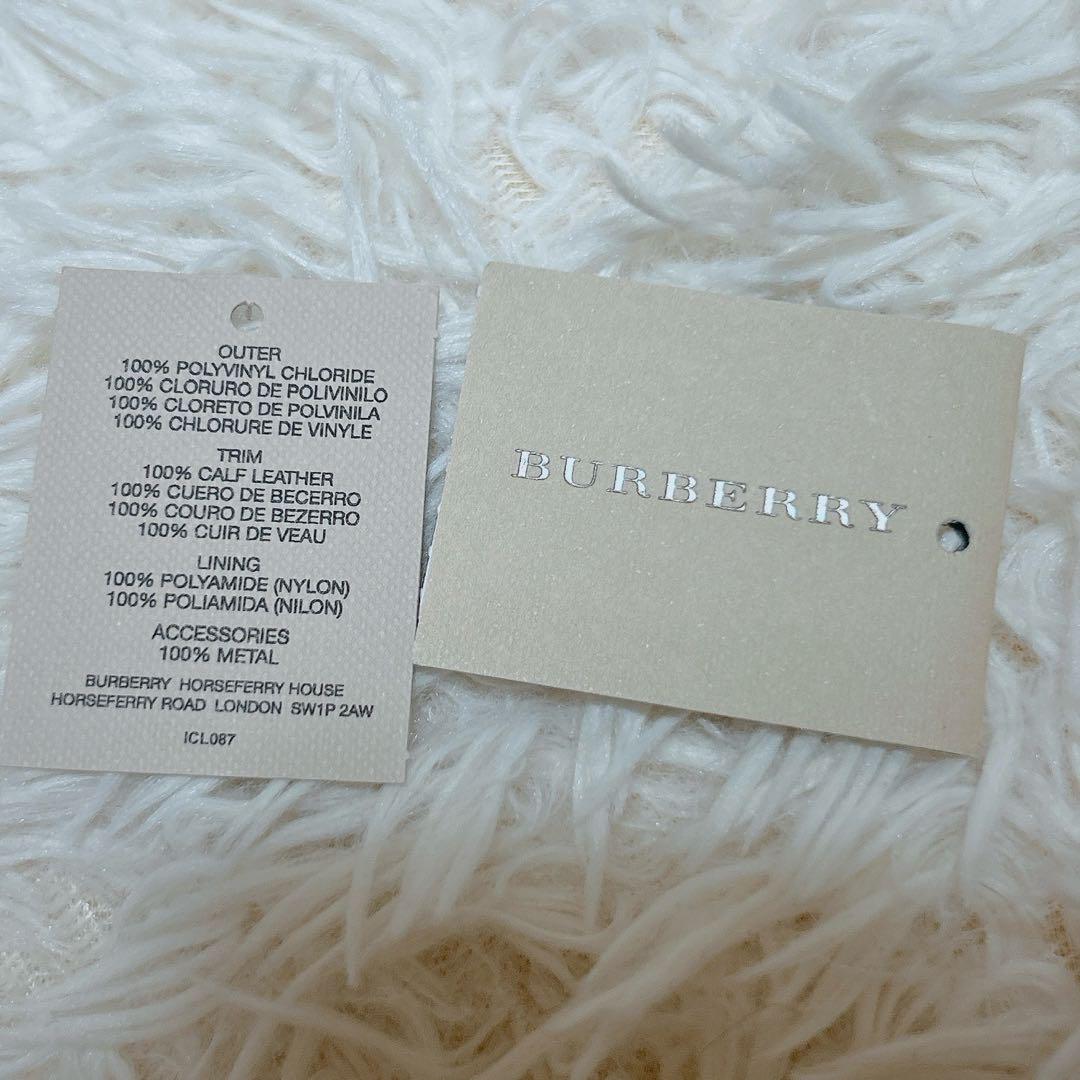 OUTER
100% POLYVINYL CHLORIDE
100% CLORURO DE POLIVINILO
100% CLORETO DE POLVINILA
100% CHLORURE DE VINYLE
TRIM
100% CALF LEATHER
100% CUERO DE BECERRO
100% COURO DE BEZERRO
100% CUIR DE VEAU
LINING
100% POLYAMIDE (NYLON)
100% POLIAMIDA (NILON)
ACCESSORIES
100% METAL
BURBERRY HORSEFERRY HOUSE
HORSEFERRY ROAD LONDON SW1P 2AW
ICL087
BURBERRY